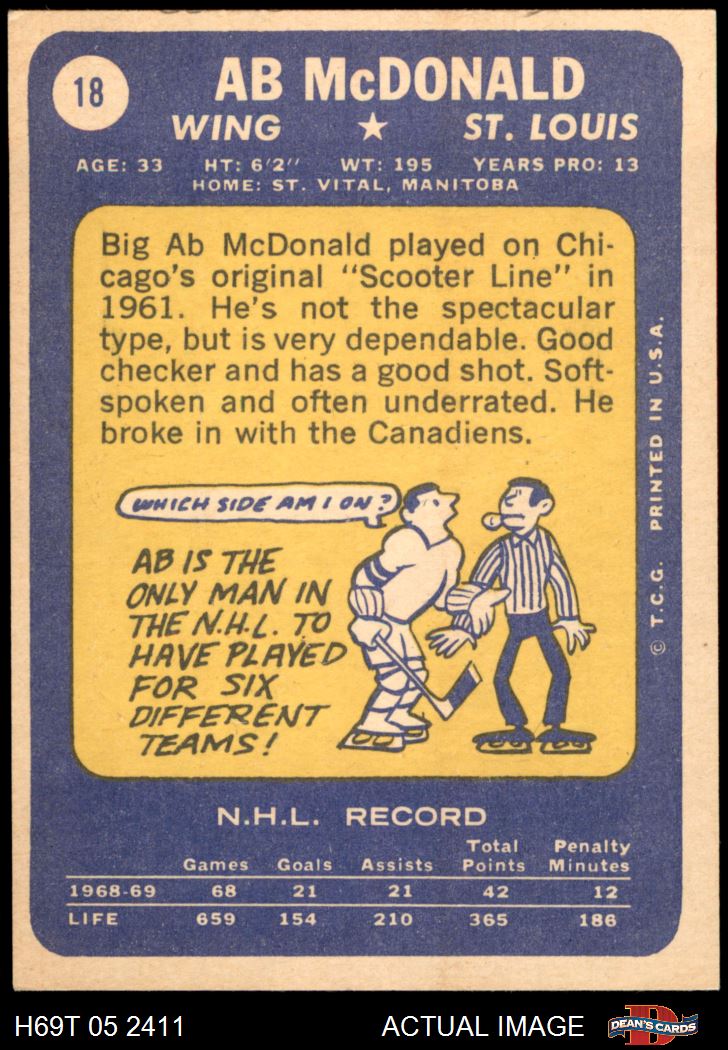 18
AB McDONALD
WING ★ ST. LOUIS
AGE: 33 HT: 6'2" WT: 195 YEARS PRO: 13
HOME: ST. VITAL, MANITOBA
Big Ab McDonald played on Chi-
cago's original "Scooter Line" in
1961. He's not the spectacular
type, but is very dependable. Good
checker and has a good shot. Soft-
spoken and often underrated. He
broke in with the Canadiens.
WHICH SIDE AM I ON?
AB IS THE
ONLY MAN IN
THE N.H.L. TO
HAVE PLAYED
FOR SIX
DIFFERENT
TEAMS!
© T.C.G. PRINTED IN U.S.A.
N.H.L. RECORD
Games Goals Assists Total Points Penalty Minutes
1968-69 68 21 21 42 12
LIFE 659 154 210 365 186
H69T 05 2411 ACTUAL IMAGE
DEAN'S CARDS